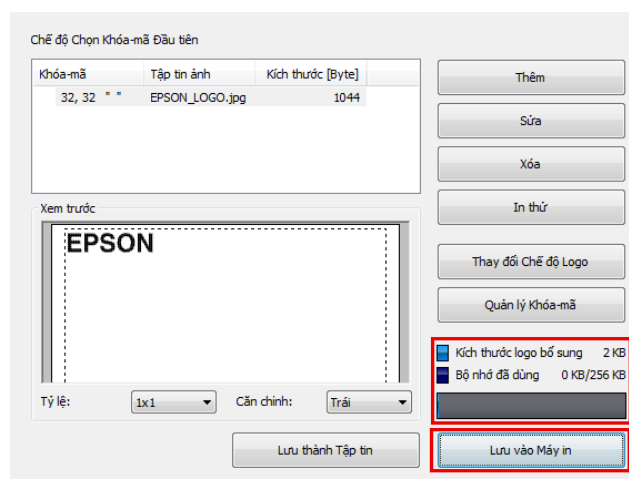 Chế độ Chọn Khóa-mã Đầu tiên
Khóa-mã Tập tin ảnh Kích thước [Byte]
32, 32 " " EPSON_LOGO.jpg 1044
Thêm
Sửa
Xóa
In thử
Xem trước
EPSON
Thay đổi Chế độ Logo
Quản lý Khóa-mã
Kích thước logo bổ sung 2 KB
Bộ nhớ đã dùng 0 KB/256 KB
Tỷ lệ: 1x1 Căn chỉnh: Trái
Lưu thành Tập tin
Lưu vào Máy in